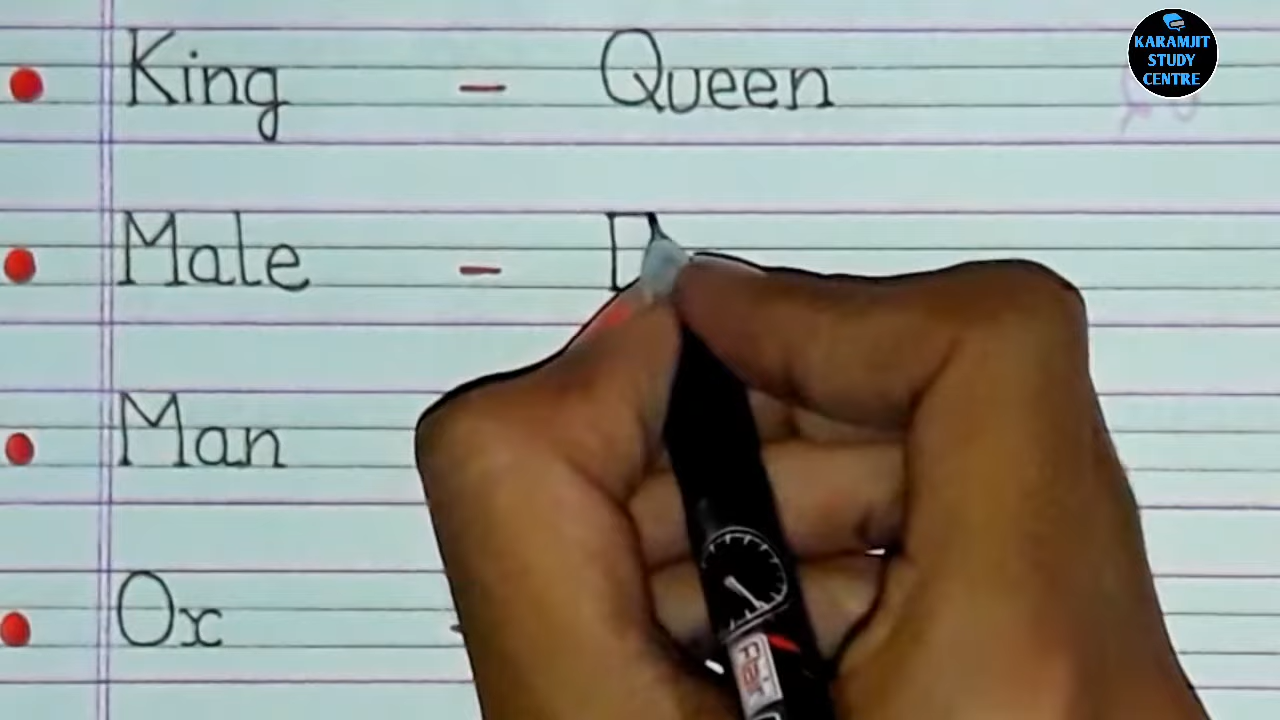 King - Queen
Male -
Man
Ox
KARAMJIT
STUDY
CENTRE